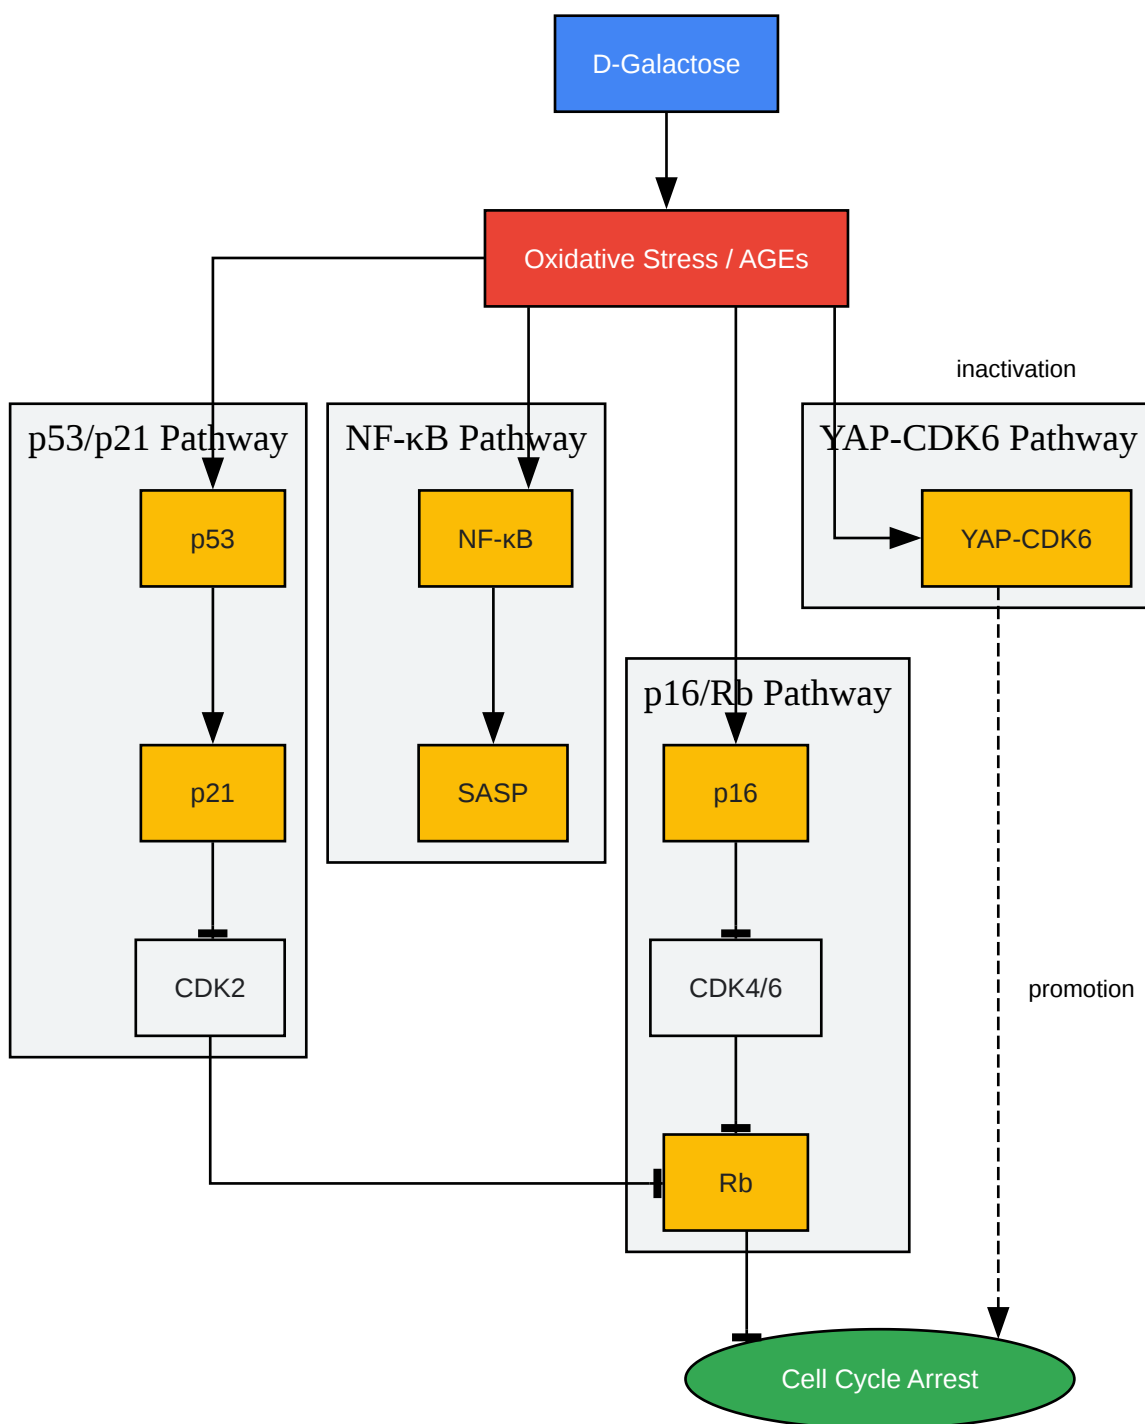 D-Galactose
Oxidative Stress / AGEs
inactivation
p53/p21 Pathway
NF-κB Pathway
YAP-CDK6 Pathway
p53
NF-κB
YAP-CDK6
p16/Rb Pathway
p21
SASP
p16
CDK2
CDK4/6
promotion
Rb
Cell Cycle Arrest